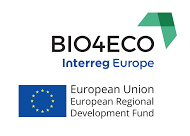 BIO4ECO
Interreg Europe
European Union
European Regional
Development Fund